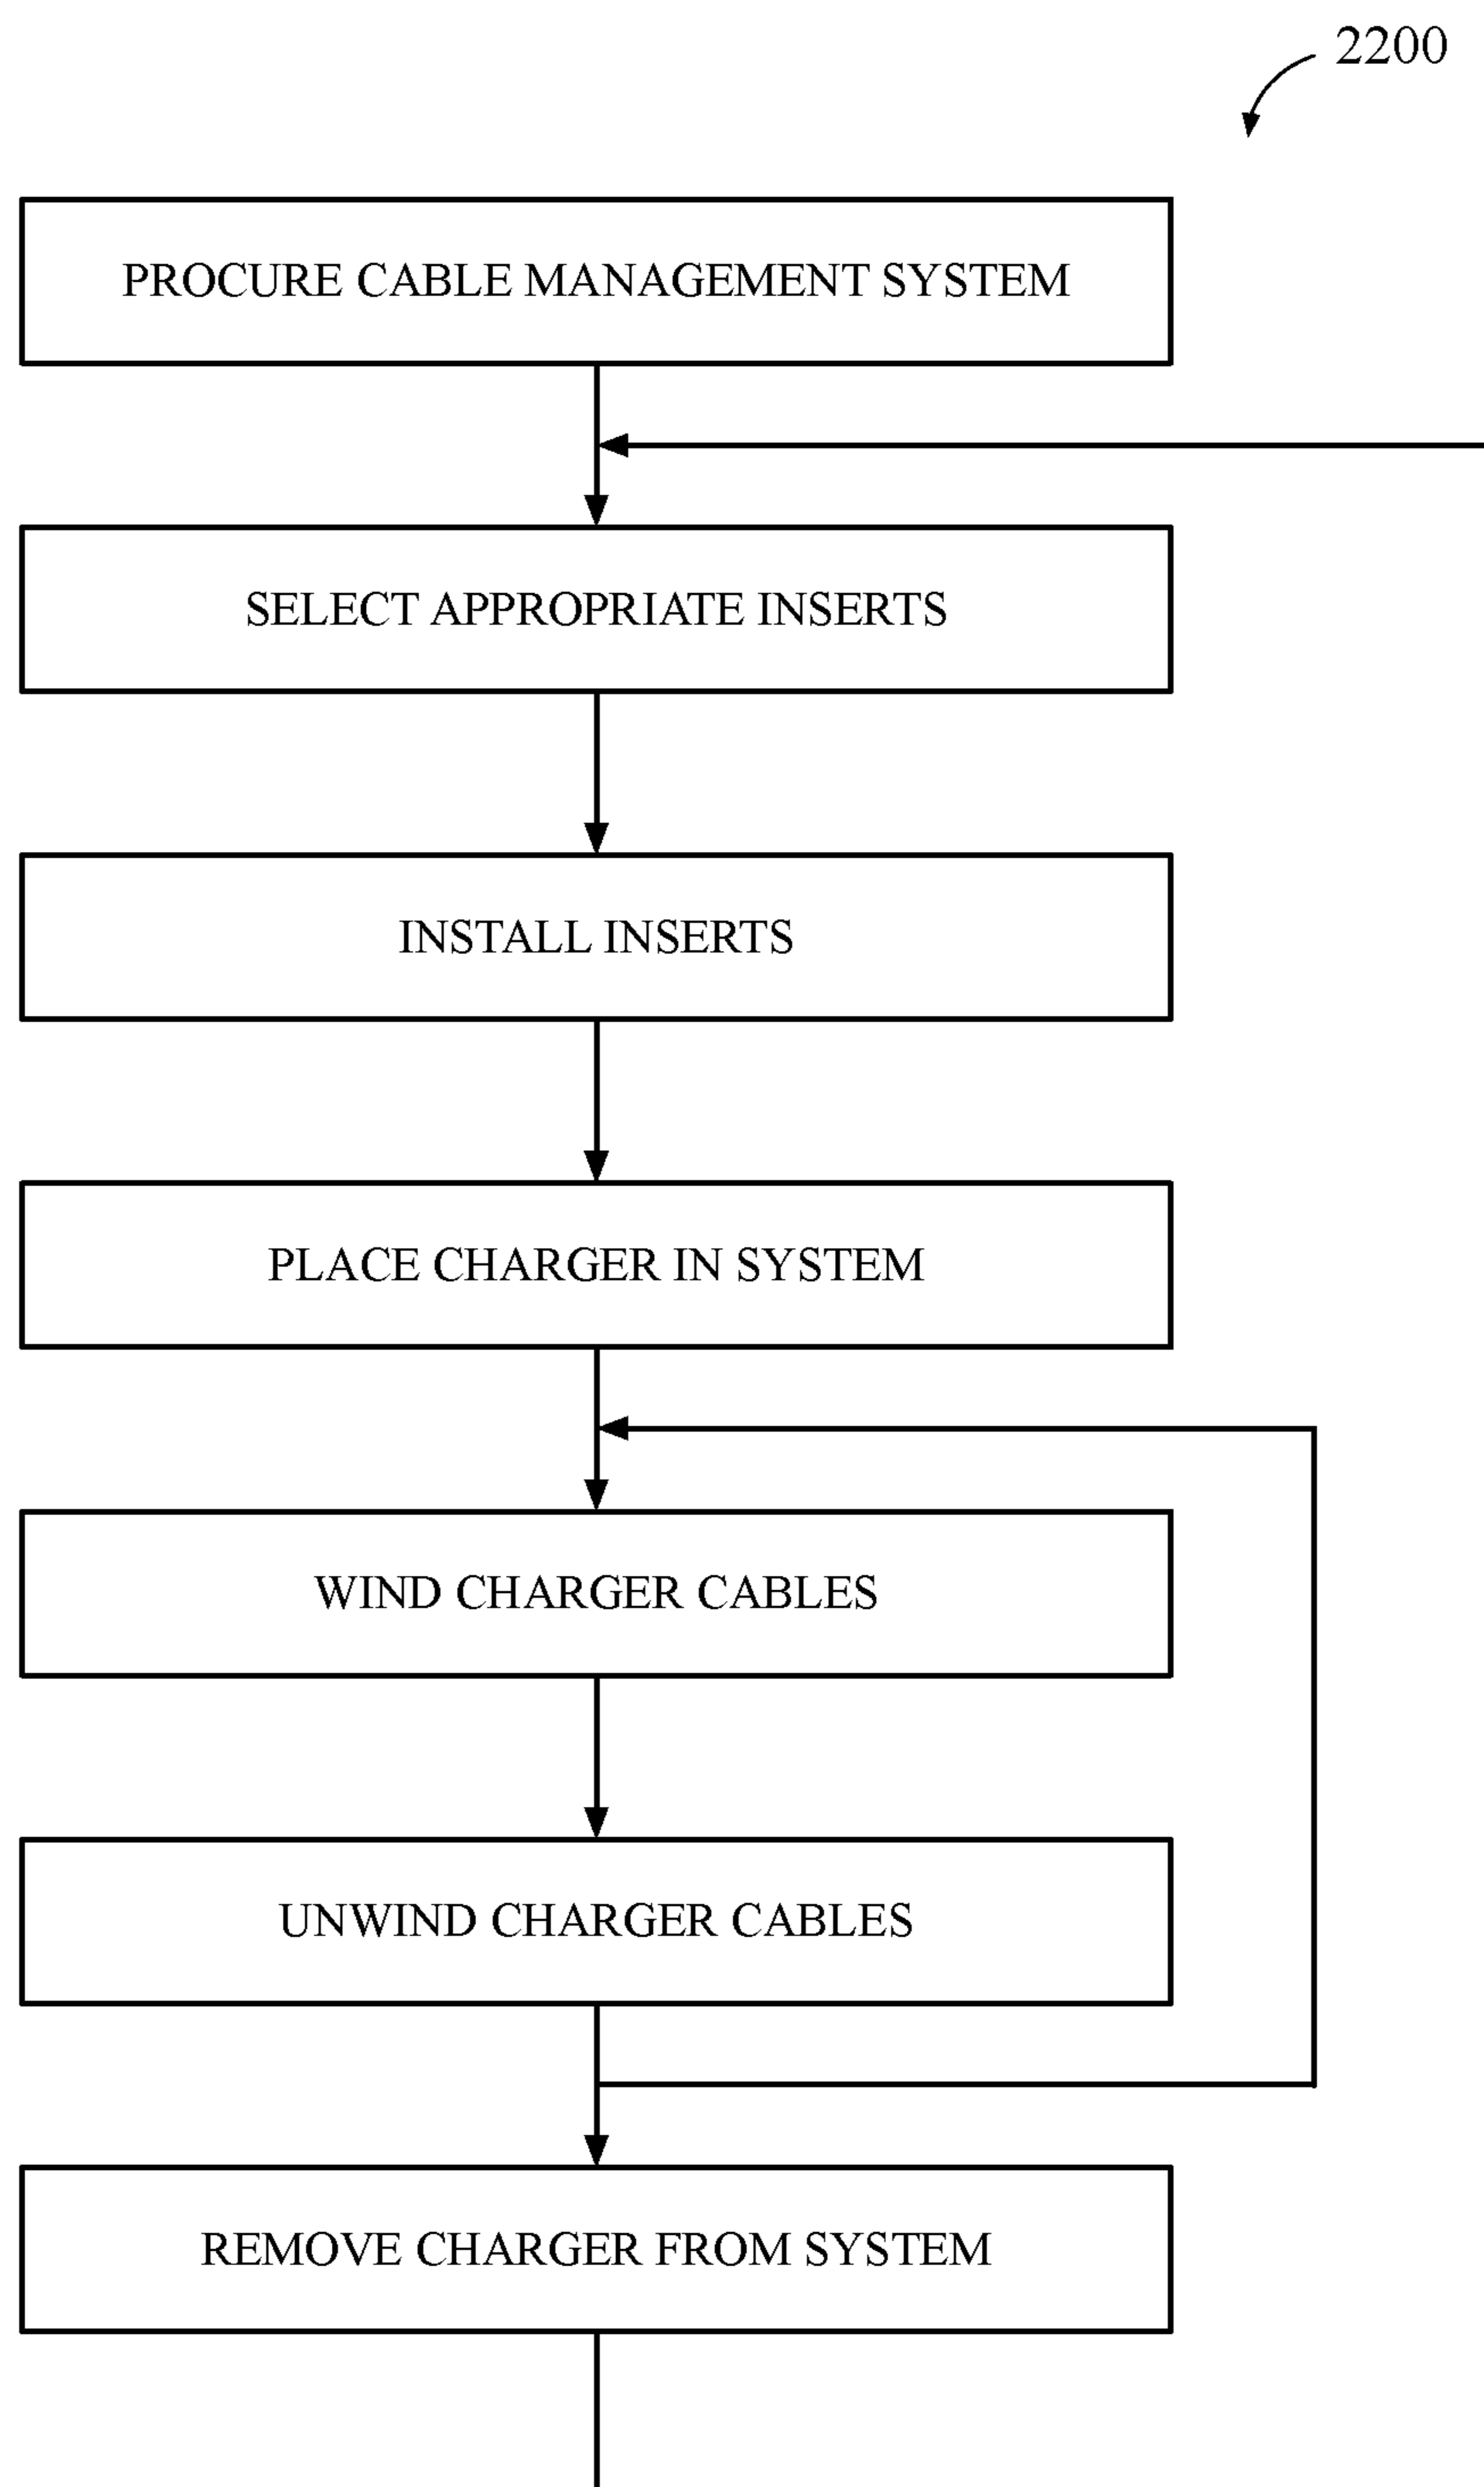 2200
PROCURE CABLE MANAGEMENT SYSTEM
SELECT APPROPRIATE INSERTS
INSTALL INSERTS
PLACE CHARGER IN SYSTEM
WIND CHARGER CABLES
UNWIND CHARGER CABLES
REMOVE CHARGER FROM SYSTEM